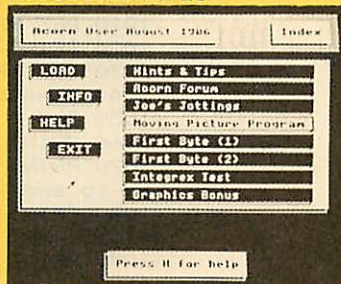 Acorn User August 1986
Index
LOAD
INFO
HELP
EXIT
Hints & Tips
Acorn Forum
Joe's Jottings
Moving Picture Program
First Byte (1)
First Byte (2)
Integrex Test
Graphics Bonus
Press H for help